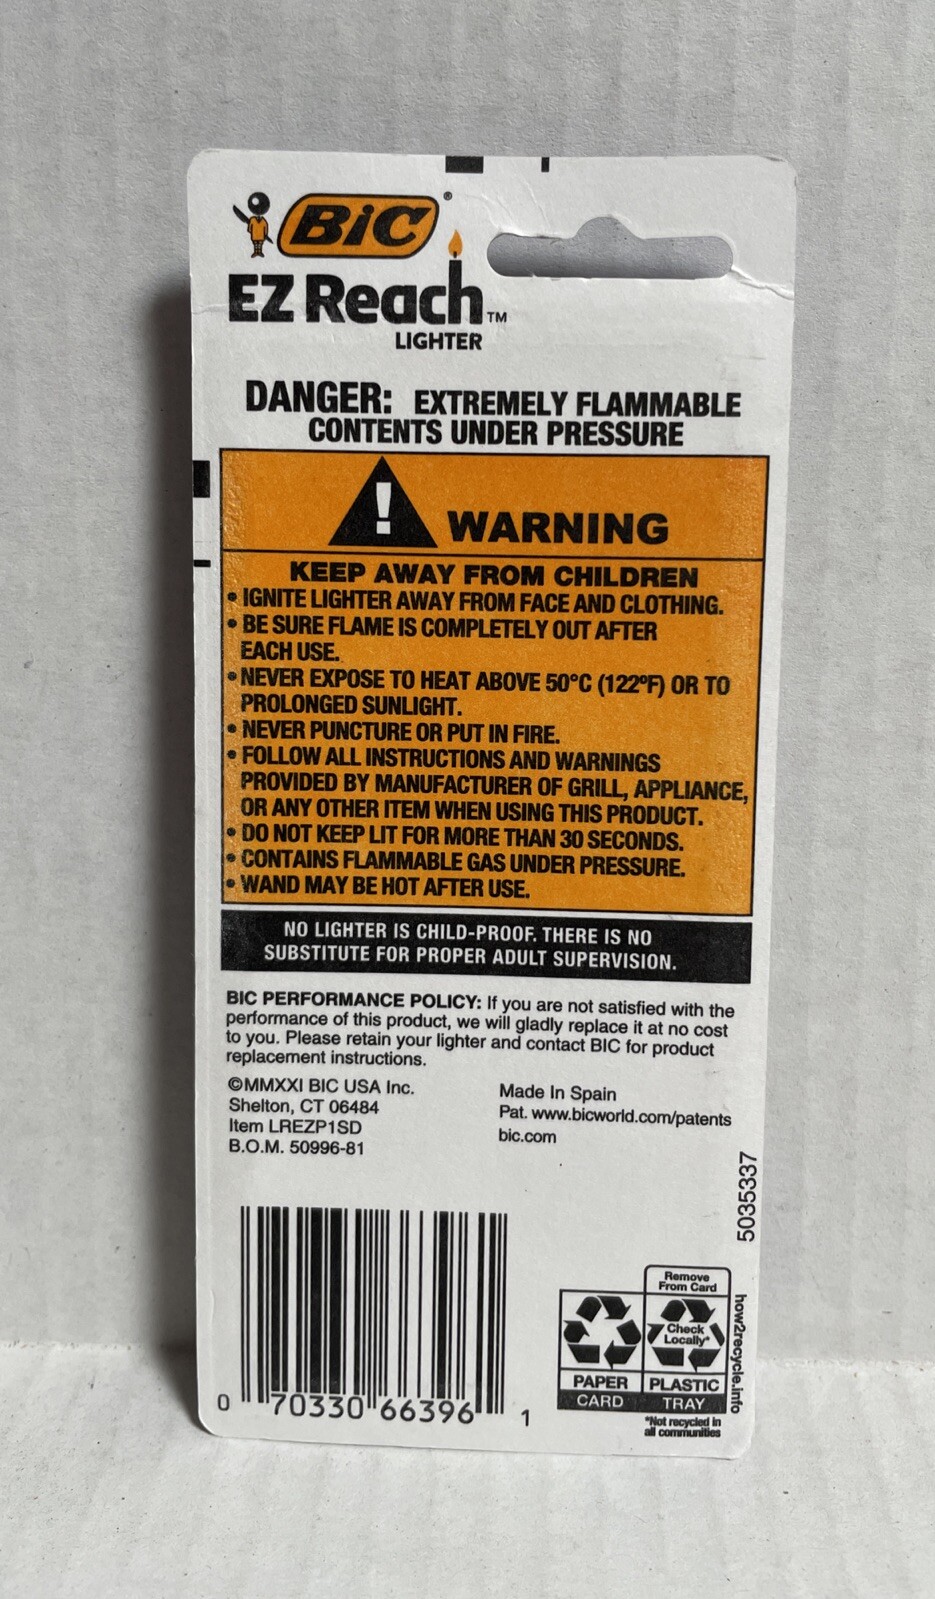 BiC®
EZ Reach™
LIGHTER
DANGER: EXTREMELY FLAMMABLE
CONTENTS UNDER PRESSURE
! WARNING
KEEP AWAY FROM CHILDREN
• IGNITE LIGHTER AWAY FROM FACE AND CLOTHING.
• BE SURE FLAME IS COMPLETELY OUT AFTER
EACH USE.
• NEVER EXPOSE TO HEAT ABOVE 50°C (122°F) OR TO
PROLONGED SUNLIGHT.
• NEVER PUNCTURE OR PUT IN FIRE.
• FOLLOW ALL INSTRUCTIONS AND WARNINGS
PROVIDED BY MANUFACTURER OF GRILL, APPLIANCE,
OR ANY OTHER ITEM WHEN USING THIS PRODUCT.
• DO NOT KEEP LIT FOR MORE THAN 30 SECONDS.
• CONTAINS FLAMMABLE GAS UNDER PRESSURE.
• WAND MAY BE HOT AFTER USE.
NO LIGHTER IS CHILD-PROOF. THERE IS NO
SUBSTITUTE FOR PROPER ADULT SUPERVISION.
BIC PERFORMANCE POLICY: If you are not satisfied with the
performance of this product, we will gladly replace it at no cost
to you. Please retain your lighter and contact BIC for product
replacement instructions.
©MMXXI BIC USA Inc.
Shelton, CT 06484
Item LREZP1SD
B.O.M. 50996-81
Made In Spain
Pat. www.bicworld.com/patents
bic.com
5035337
0 70330 66396 1
Remove
From Card
Check
Locally*
PAPER
CARD
PLASTIC
TRAY
*Not recycled in
all communities
how2recycle.info